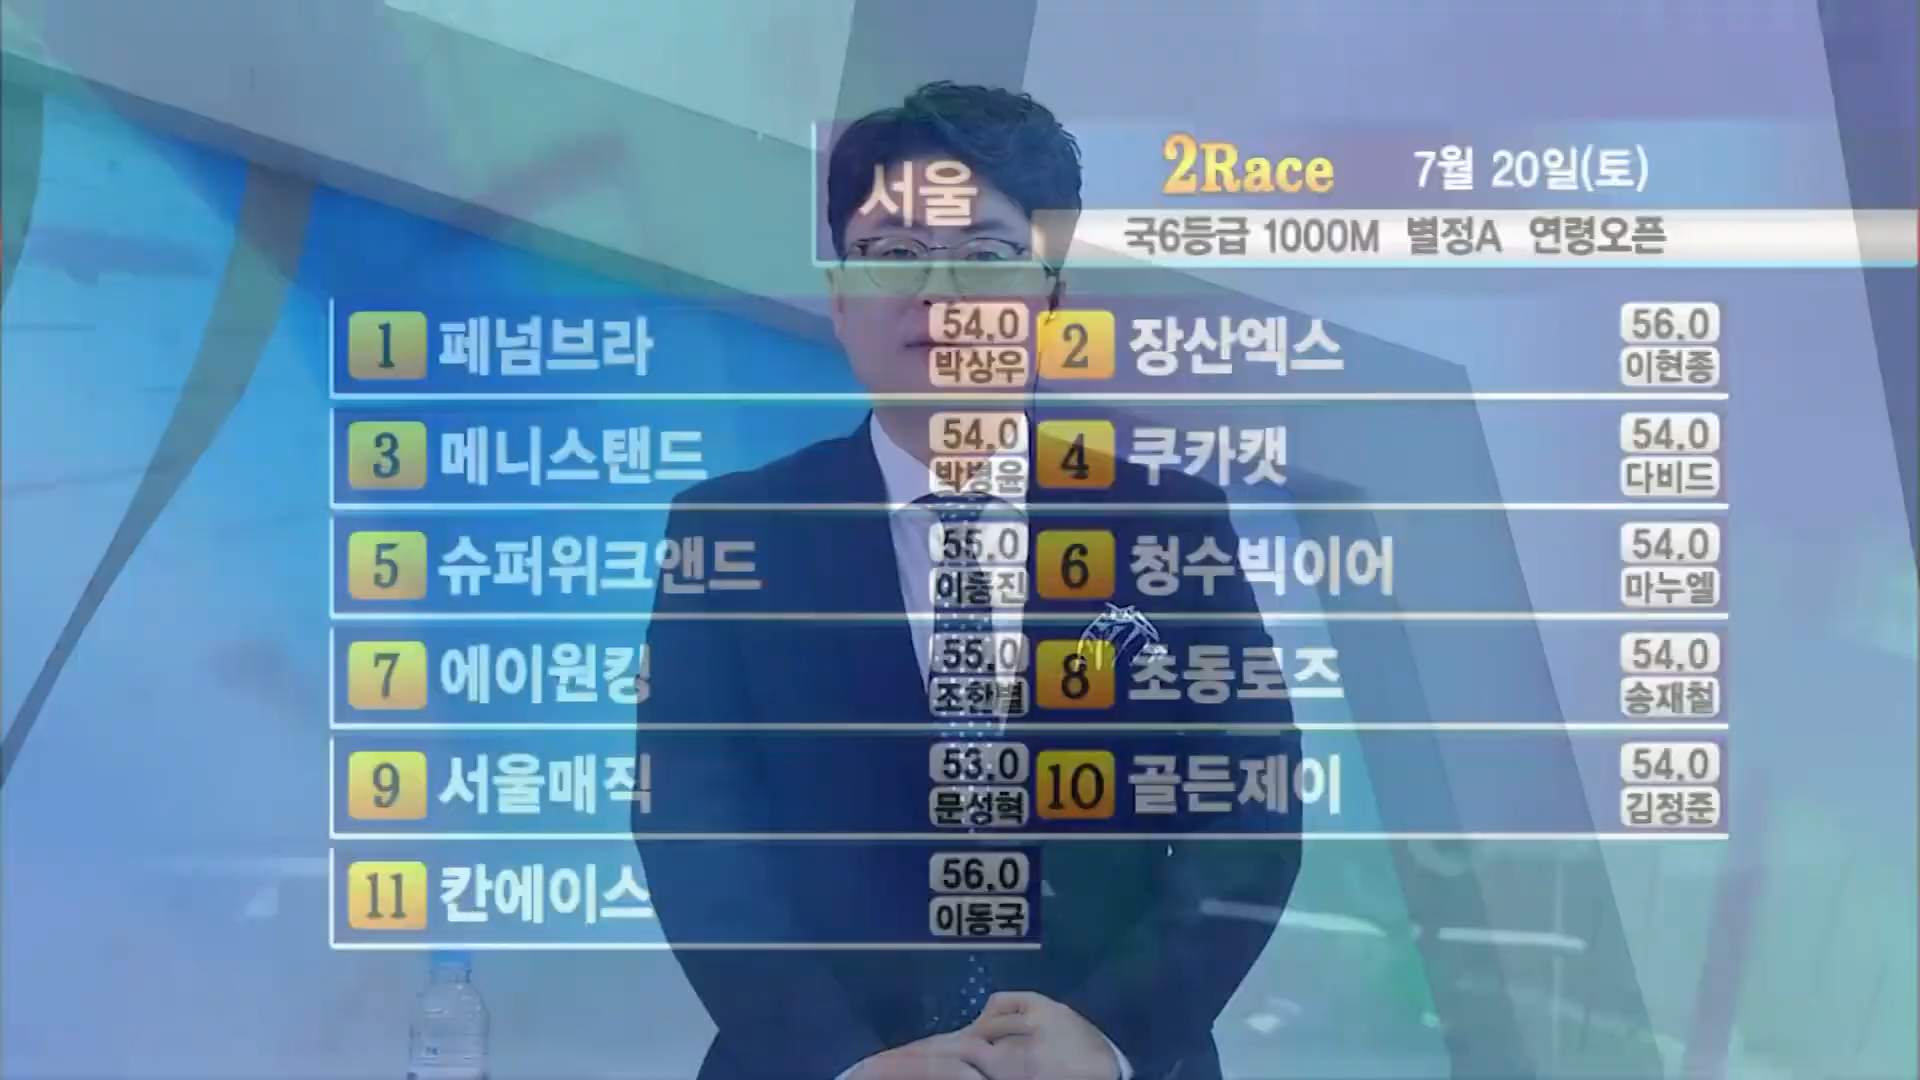 서울
2Race 7월 20일(토)
국6등급 1000M 별정A 연령오픈
1 페넘브라 54.0 박상우
2 장산엑스 56.0 이현종
3 메니스탠드 54.0 박병윤
4 쿠카캣 54.0 다비드
5 슈퍼위크앤드 55.0 이용진
6 청수빅이어 54.0 마누엘
7 에이원킹 55.0 조한별
8 초동로즈 54.0 송재철
9 서울매직 53.0 문성혁
10 골든제이 54.0 김정준
11 칸에이스 56.0 이동국